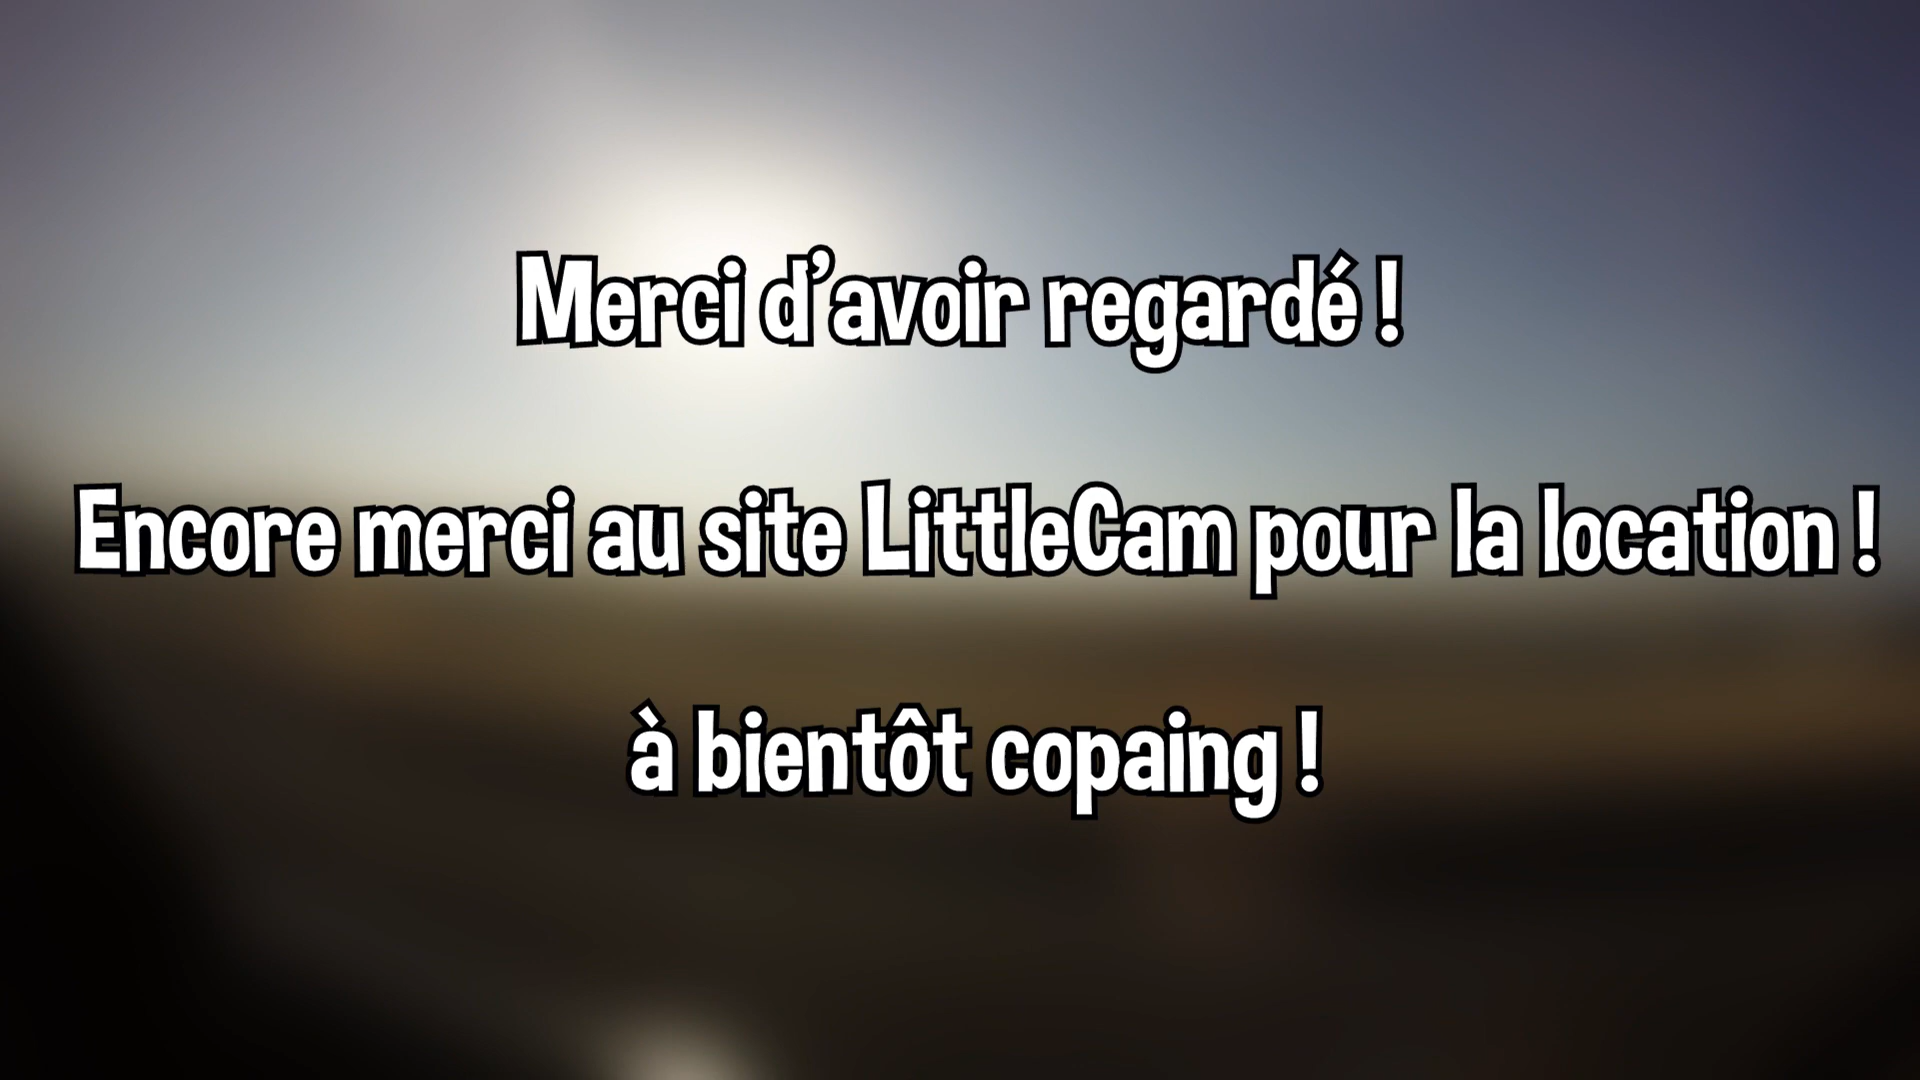 Merci d’avoir regardé !
Encore merci au site LittleCam pour la location !
à bientôt copaing !